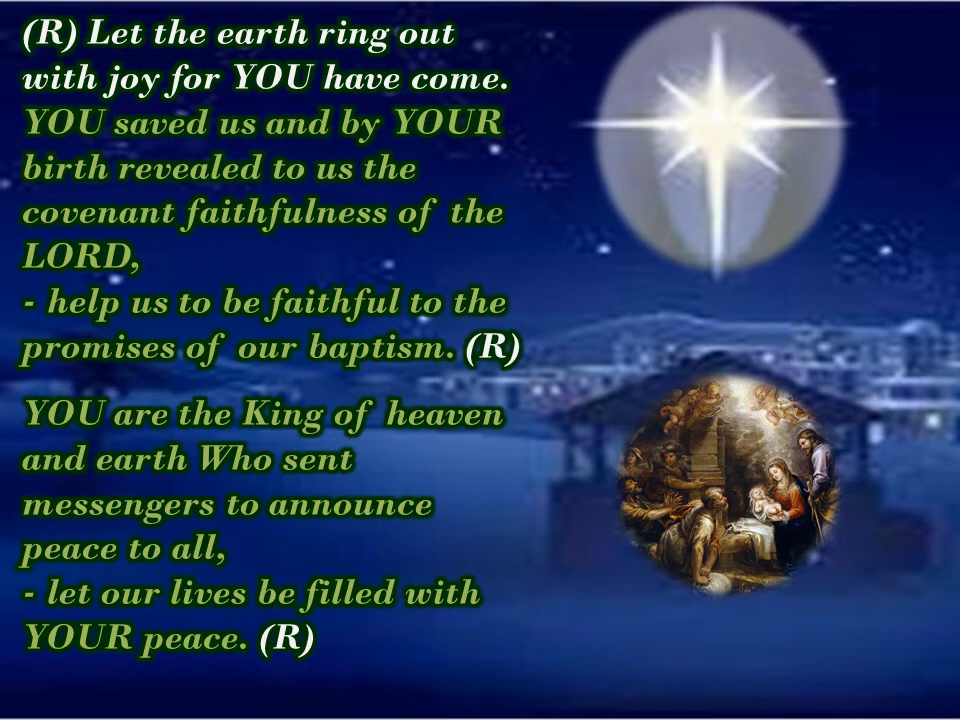 (R) Let the earth ring out
with joy for YOU have come.
YOU saved us and by YOUR
birth revealed to us the
covenant faithfulness of the
LORD,
- help us to be faithful to the
promises of our baptism. (R)
YOU are the King of heaven
and earth Who sent
messengers to announce
peace to all,
- let our lives be filled with
YOUR peace. (R)